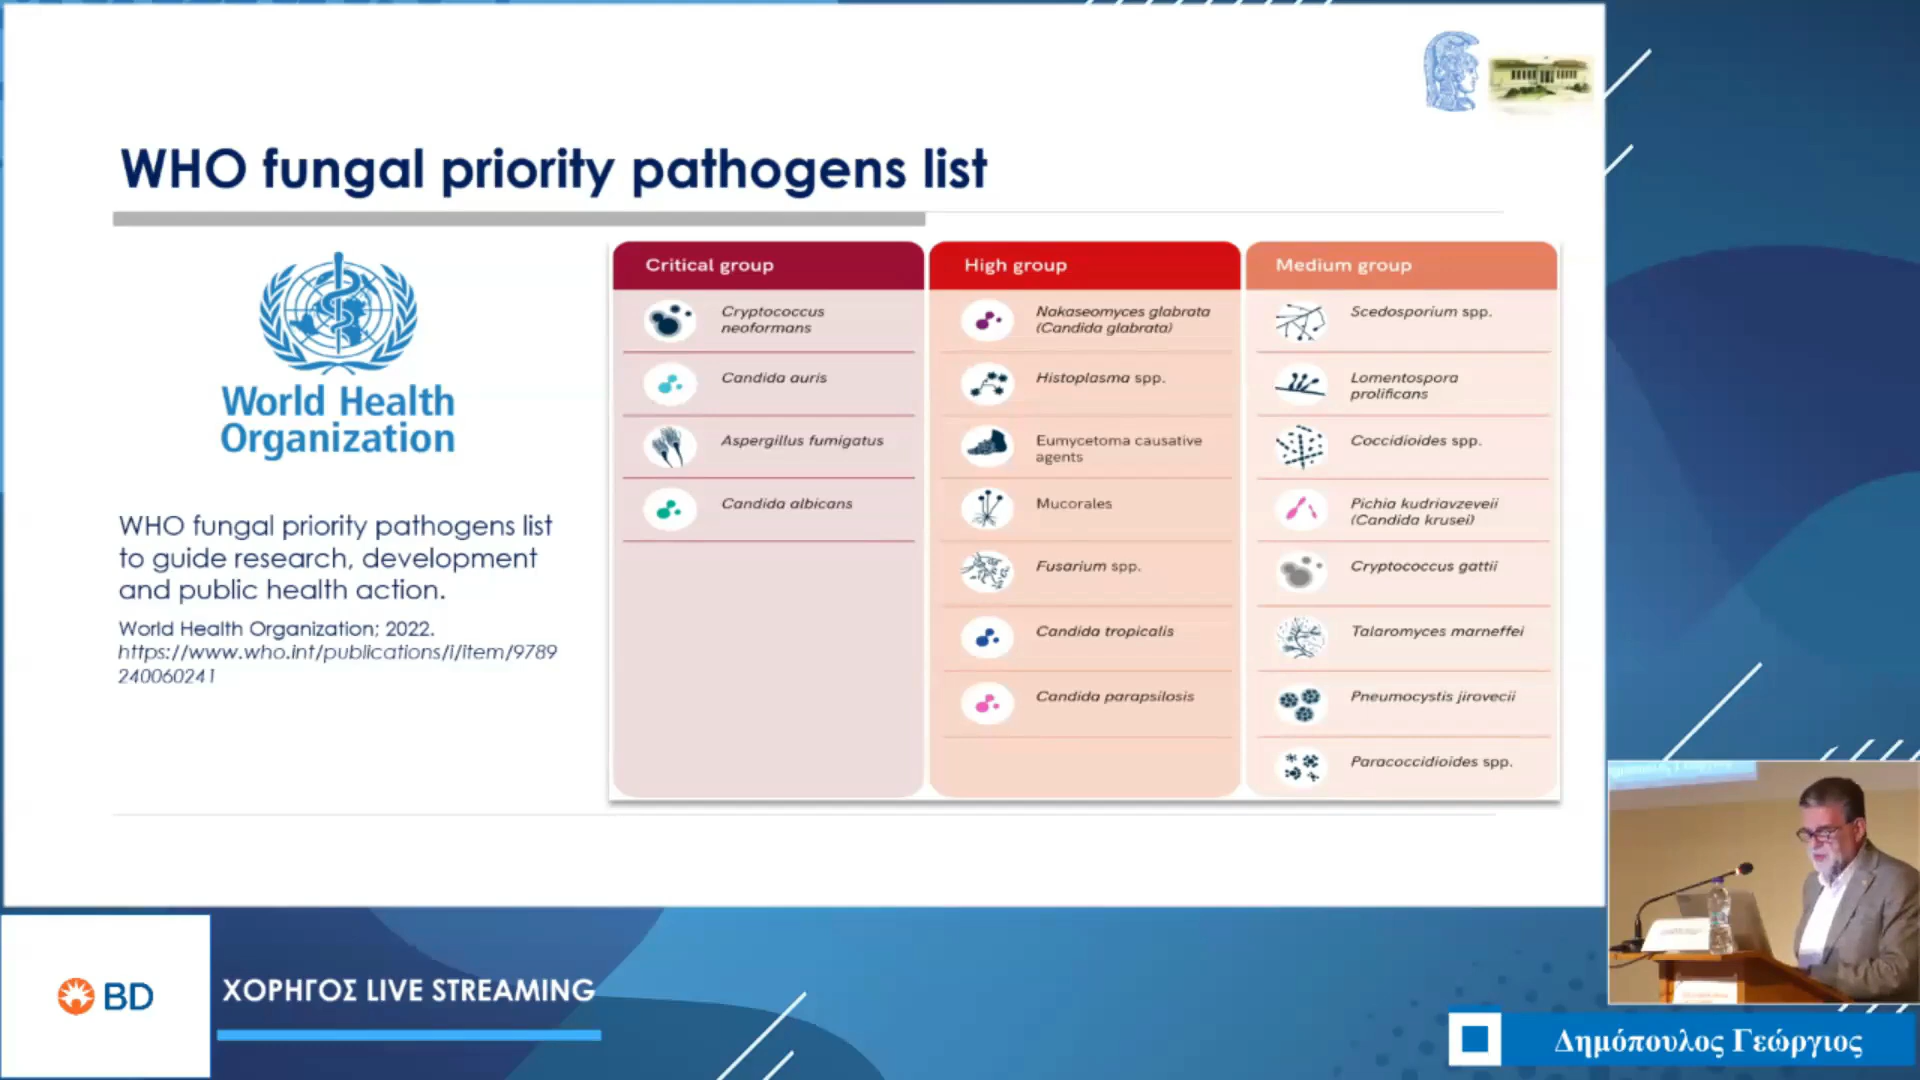 WHO fungal priority pathogens list
World Health
Organization
WHO fungal priority pathogens list
to guide research, development
and public health action.
World Health Organization; 2022.
https://www.who.int/publications/i/item/9789
240060241
Critical group
Cryptococcus
neoformans
Candida auris
Aspergillus fumigatus
Candida albicans
High group
Nakaseomyces glabrata
(Candida glabrata)
Histoplasma spp.
Eumycetoma causative
agents
Mucorales
Fusarium spp.
Candida tropicalis
Candida parapsilosis
Medium group
Scedosporium spp.
Lomentospora
prolificans
Coccidioides spp.
Pichia kudriavzeveii
(Candida krusei)
Cryptococcus gattii
Talaromyces marneffei
Pneumocystis jirovecii
Paracoccidioides spp.
BD
ΧΟΡΗΓΟΣ LIVE STREAMING
Δημόπουλος Γεώργιος